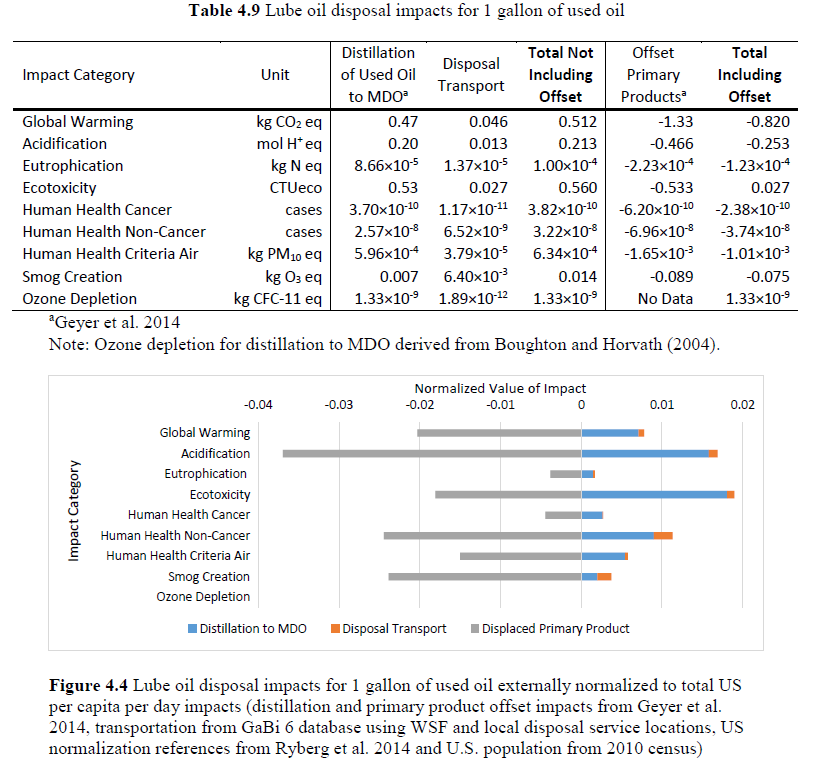 Table 4.9 Lube oil disposal impacts for 1 gallon of used oil
Impact Category Unit Distillation of Used Oil to MDOᵃ Disposal Transport Total Not Including Offset Offset Primary Productsᵃ Total Including Offset
Global Warming kg CO₂ eq 0.47 0.046 0.512 -1.33 -0.820
Acidification mol H⁺ eq 0.20 0.013 0.213 -0.466 -0.253
Eutrophication kg N eq 8.66×10⁻⁵ 1.37×10⁻⁵ 1.00×10⁻⁴ -2.23×10⁻⁴ -1.23×10⁻⁴
Ecotoxicity CTUeco 0.53 0.027 0.560 -0.533 0.027
Human Health Cancer cases 3.70×10⁻¹⁰ 1.17×10⁻¹¹ 3.82×10⁻¹⁰ -6.20×10⁻¹⁰ -2.38×10⁻¹⁰
Human Health Non-Cancer cases 2.57×10⁻⁸ 6.52×10⁻⁹ 3.22×10⁻⁸ -6.96×10⁻⁸ -3.74×10⁻⁸
Human Health Criteria Air kg PM₁₀ eq 5.96×10⁻⁴ 3.79×10⁻⁵ 6.34×10⁻⁴ -1.65×10⁻³ -1.01×10⁻³
Smog Creation kg O₃ eq 0.007 6.40×10⁻³ 0.014 -0.089 -0.075
Ozone Depletion kg CFC-11 eq 1.33×10⁻⁹ 1.89×10⁻¹² 1.33×10⁻⁹ No Data 1.33×10⁻⁹
ᵃGeyer et al. 2014
Note: Ozone depletion for distillation to MDO derived from Boughton and Horvath (2004).
Normalized Value of Impact
-0.04 -0.03 -0.02 -0.01 0 0.01 0.02
Impact Category
Global Warming
Acidification
Eutrophication
Ecotoxicity
Human Health Cancer
Human Health Non-Cancer
Human Health Criteria Air
Smog Creation
Ozone Depletion
Distillation to MDO Disposal Transport Displaced Primary Product
Figure 4.4 Lube oil disposal impacts for 1 gallon of used oil externally normalized to total US
per capita per day impacts (distillation and primary product offset impacts from Geyer et al.
2014, transportation from GaBi 6 database using WSF and local disposal service locations, US
normalization references from Ryberg et al. 2014 and U.S. population from 2010 census)